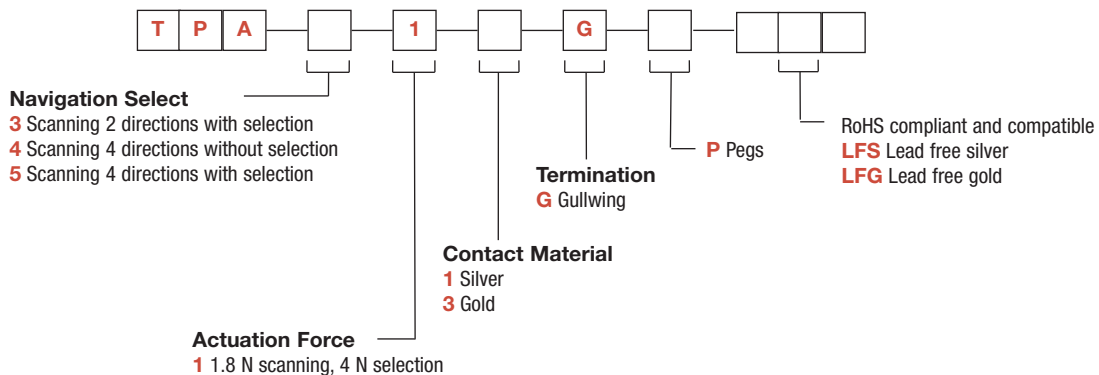 T P A 1 G
Navigation Select
3 Scanning 2 directions with selection
4 Scanning 4 directions without selection
5 Scanning 4 directions with selection
RoHS compliant and compatible
LFS Lead free silver
LFG Lead free gold
P Pegs
Termination
G Gullwing
Contact Material
1 Silver
3 Gold
Actuation Force
1 1.8 N scanning, 4 N selection